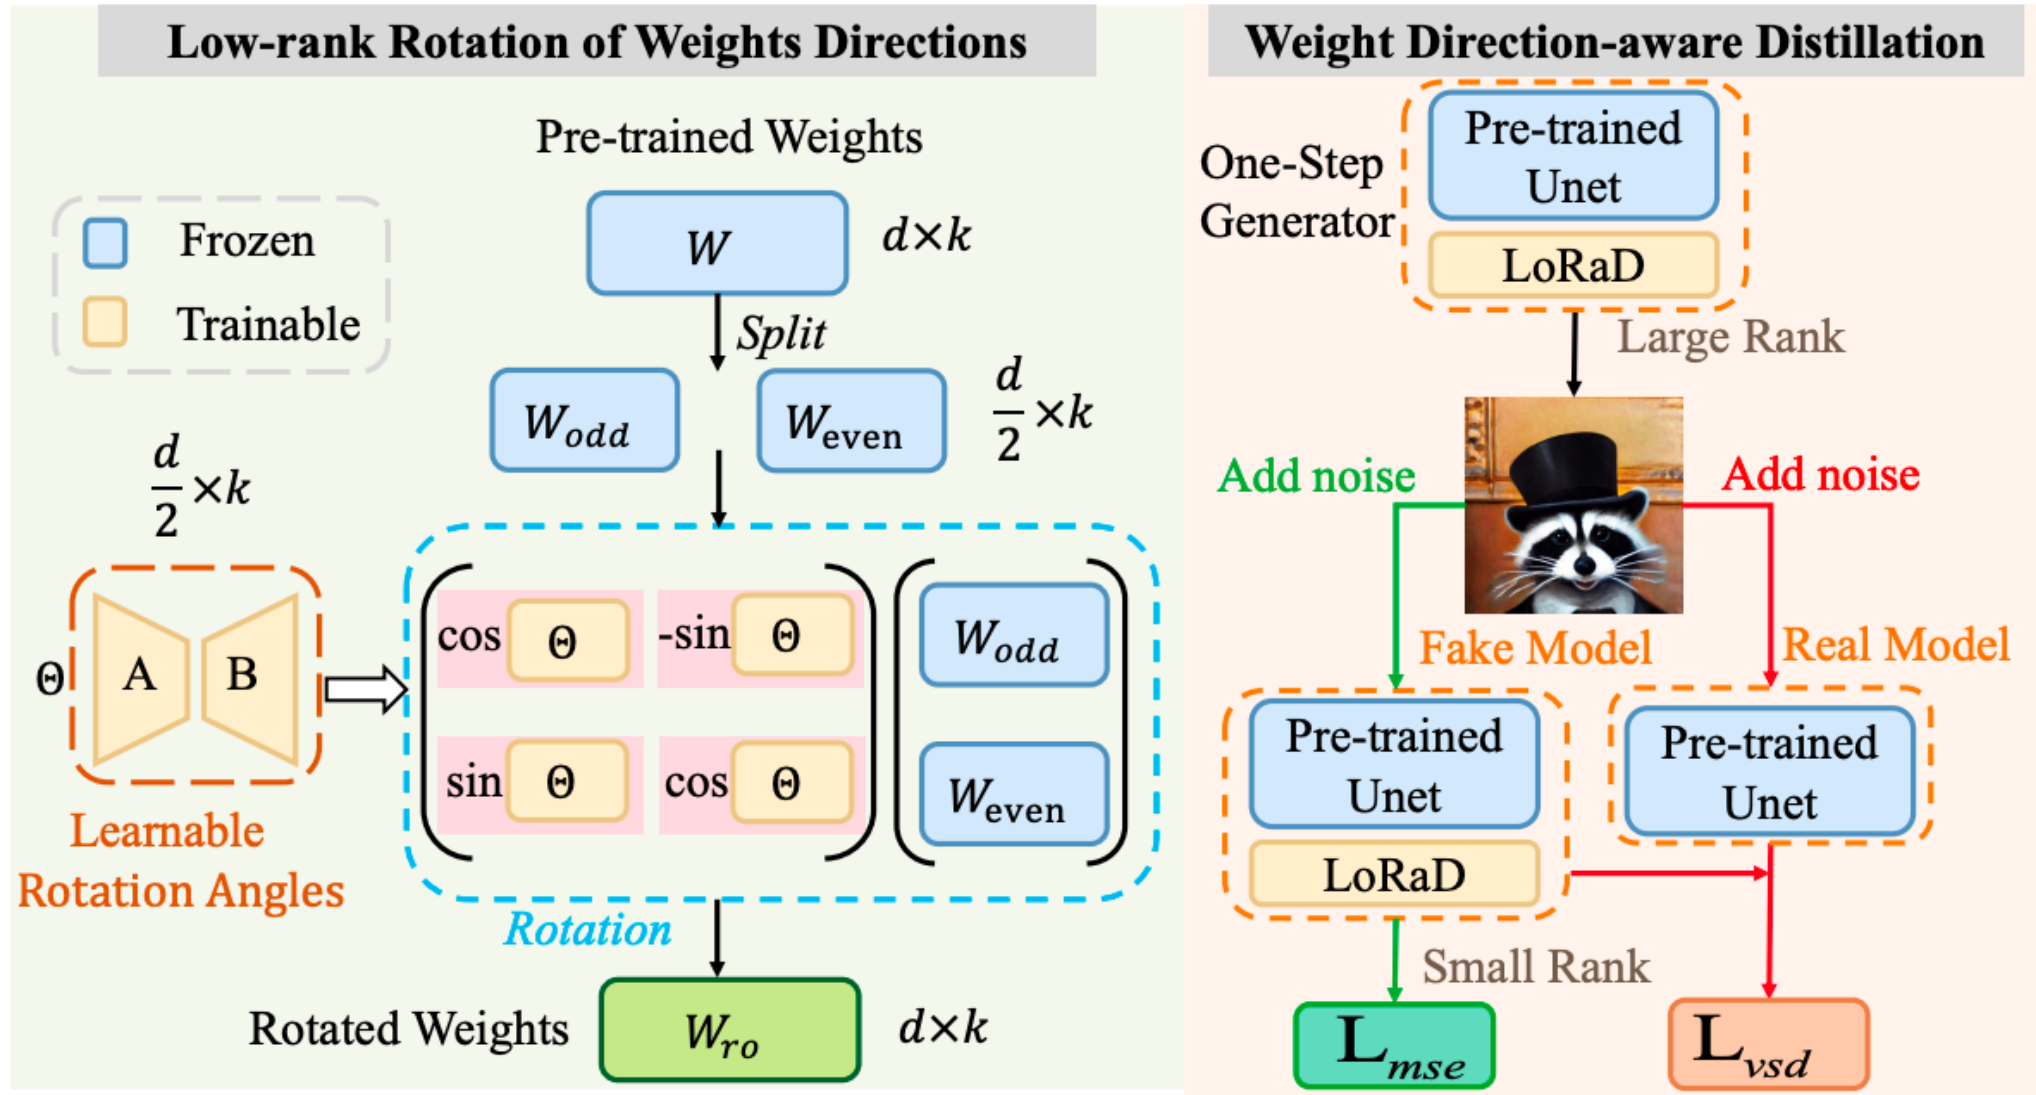 Low-rank Rotation of Weights Directions
Pre-trained Weights
Frozen
Trainable
W
d×k
Split
W_odd
W_even
d/2 ×k
d/2 ×k
Θ
A
B
Learnable
Rotation Angles
cos Θ
-sin Θ
sin Θ
cos Θ
W_odd
W_even
Rotation
Rotated Weights
W_ro
d×k
Weight Direction-aware Distillation
One-Step
Generator
Pre-trained
Unet
LoRaD
Large Rank
Add noise
Add noise
Fake Model
Real Model
Pre-trained
Unet
LoRaD
Pre-trained
Unet
Small Rank
L_mse
L_vsd